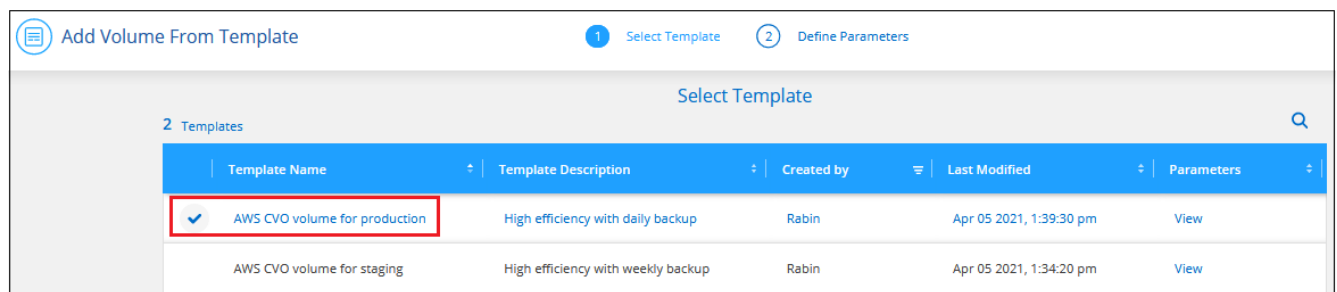 Add Volume From Template
1 Select Template 2 Define Parameters
Select Template
2 Templates
Template Name Template Description Created by Last Modified Parameters
AWS CVO volume for production High efficiency with daily backup Rabin Apr 05 2021, 1:39:30 pm View
AWS CVO volume for staging High efficiency with weekly backup Rabin Apr 05 2021, 1:34:20 pm View